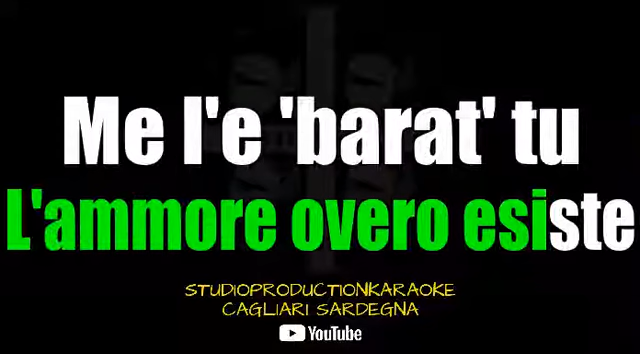 Me l'e 'barat' tu
L'ammore overo esiste
STUDIOPRODUCTIONKARAOKE
CAGLIARI SARDEGNA
YouTube